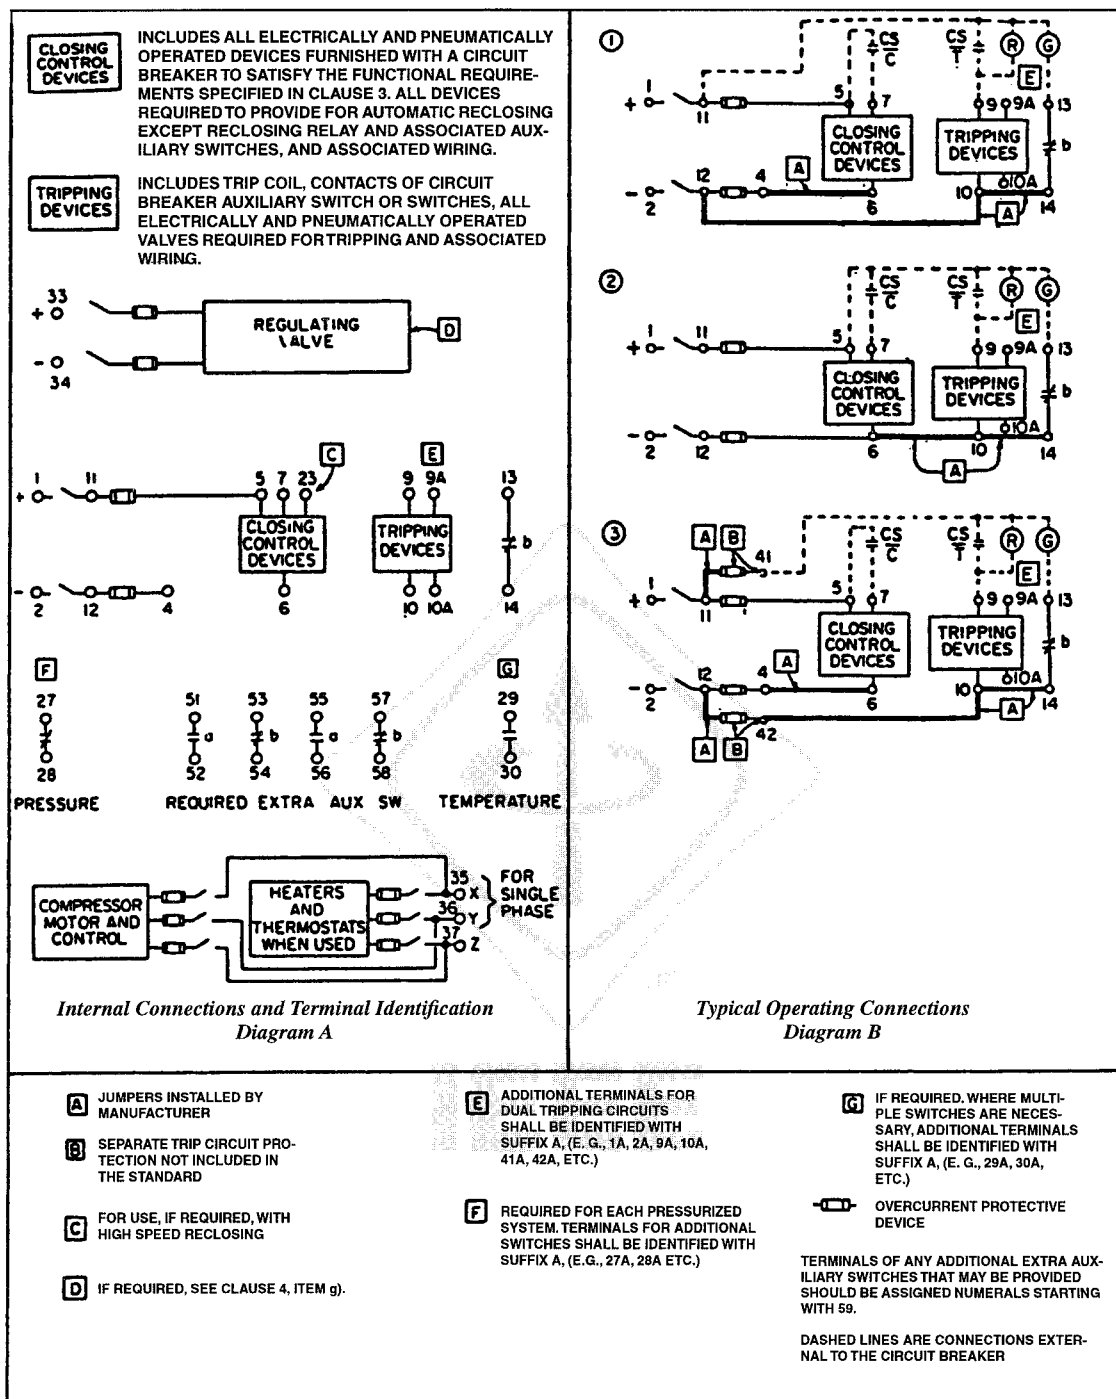 CLOSING
CONTROL
DEVICES
INCLUDES ALL ELECTRICALLY AND PNEUMATICALLY
OPERATED DEVICES FURNISHED WITH A CIRCUIT
BREAKER TO SATISFY THE FUNCTIONAL REQUIRE-
MENTS SPECIFIED IN CLAUSE 3. ALL DEVICES
REQUIRED TO PROVIDE FOR AUTOMATIC RECLOSING
EXCEPT RECLOSING RELAY AND ASSOCIATED AUX-
ILIARY SWITCHES, AND ASSOCIATED WIRING.
TRIPPING
DEVICES
INCLUDES TRIP COIL, CONTACTS OF CIRCUIT
BREAKER AUXILIARY SWITCH OR SWITCHES, ALL
ELECTRICALLY AND PNEUMATICALLY OPERATED
VALVES REQUIRED FOR TRIPPING AND ASSOCIATED
WIRING.
33
+
REGULATING
VALVE
D
-
34
C E
1 11 5 7 23 9 9A 13
+
CLOSING
CONTROL
DEVICES
TRIPPING
DEVICES
b
-
2 12 4 6 10 10A 14
F G
27 51 53 55 57 29
a b a b
28 52 54 56 58 30
PRESSURE REQUIRED EXTRA AUX SW TEMPERATURE
COMPRESSOR
MOTOR AND
CONTROL
HEATERS
AND
THERMOSTATS
WHEN USED
35 X
36 Y
37 Z
FOR
SINGLE
PHASE
Internal Connections and Terminal Identification
Diagram A
1
CS/C CS/T R G
E
1 5 7 9 9A 13
+ 11
CLOSING
CONTROL
DEVICES
TRIPPING
DEVICES
b
12 4 A 10A
- 2 6 10 A 14
2
CS/C CS/T R G
E
1 11 5 7 9 9A 13
+
CLOSING
CONTROL
DEVICES
TRIPPING
DEVICES
b
10A
- 2 12 6 A 10 14
3
A B 41 CS/C CS/T R G
E
1 5 7 9 9A 13
+ 11
CLOSING
CONTROL
DEVICES
TRIPPING
DEVICES
b
12 4 A 10A
- 2 6 10 A 14
A B 42
Typical Operating Connections
Diagram B
A JUMPERS INSTALLED BY
MANUFACTURER
B SEPARATE TRIP CIRCUIT PRO-
TECTION NOT INCLUDED IN
THE STANDARD
C FOR USE, IF REQUIRED, WITH
HIGH SPEED RECLOSING
D IF REQUIRED, SEE CLAUSE 4, ITEM g).
E ADDITIONAL TERMINALS FOR
DUAL TRIPPING CIRCUITS
SHALL BE IDENTIFIED WITH
SUFFIX A, (E. G., 1A, 2A, 9A, 10A,
41A, 42A, ETC.)
F REQUIRED FOR EACH PRESSURIZED
SYSTEM. TERMINALS FOR ADDITIONAL
SWITCHES SHALL BE IDENTIFIED WITH
SUFFIX A, (E.G., 27A, 28A ETC.)
G IF REQUIRED. WHERE MULTI-
PLE SWITCHES ARE NECES-
SARY, ADDITIONAL TERMINALS
SHALL BE IDENTIFIED WITH
SUFFIX A, (E. G., 29A, 30A,
ETC.)
OVERCURRENT PROTECTIVE
DEVICE
TERMINALS OF ANY ADDITIONAL EXTRA AUX-
ILIARY SWITCHES THAT MAY BE PROVIDED
SHOULD BE ASSIGNED NUMERALS STARTING
WITH 59.
DASHED LINES ARE CONNECTIONS EXTER-
NAL TO THE CIRCUIT BREAKER